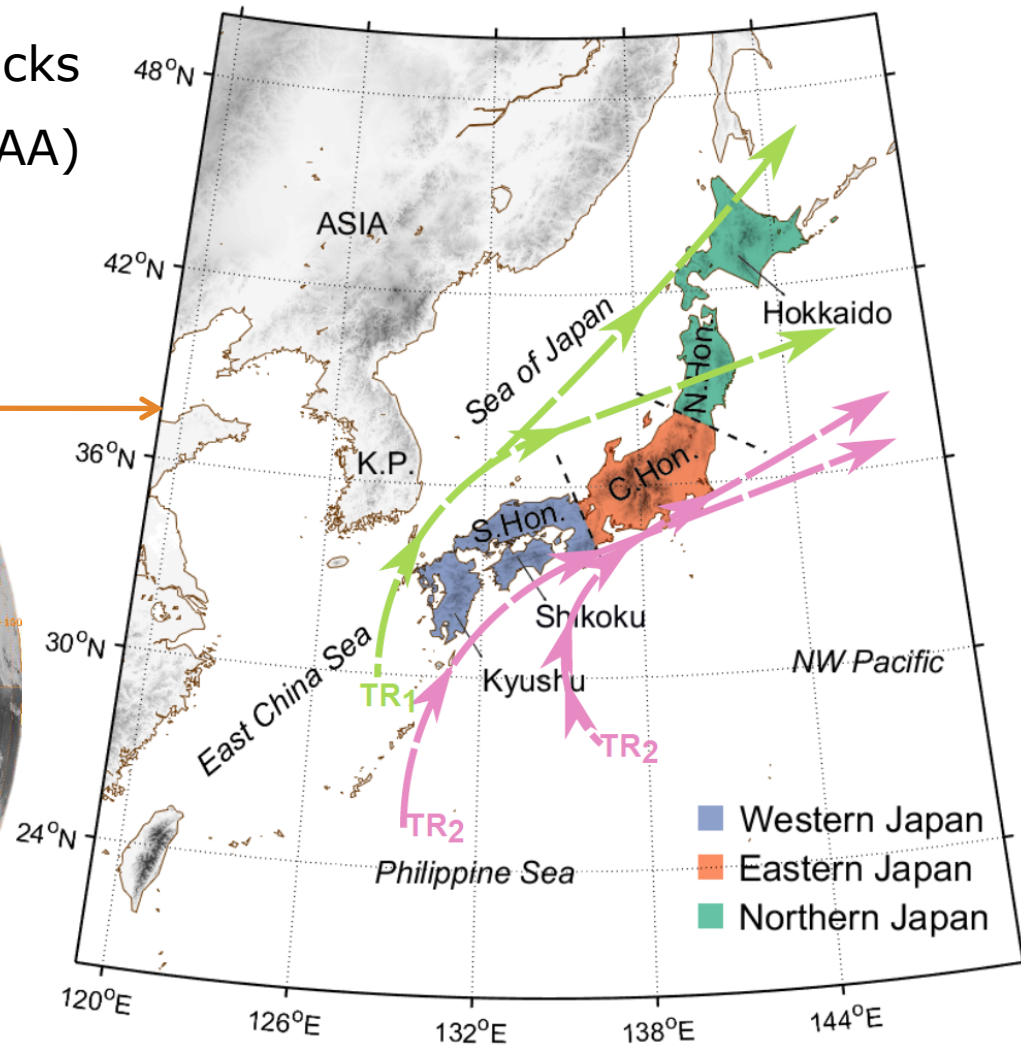 cks
AA)
48°N
42°N
36°N
30°N
24°N
120°E
126°E
132°E
138°E
144°E
ASIA
Hokkaido
N.Hon.
Sea of Japan
K.P.
C.Hon.
S.Hon.
Shikoku
Kyushu
NW Pacific
East China Sea
TR1
TR2
TR2
Philippine Sea
Western Japan
Eastern Japan
Northern Japan